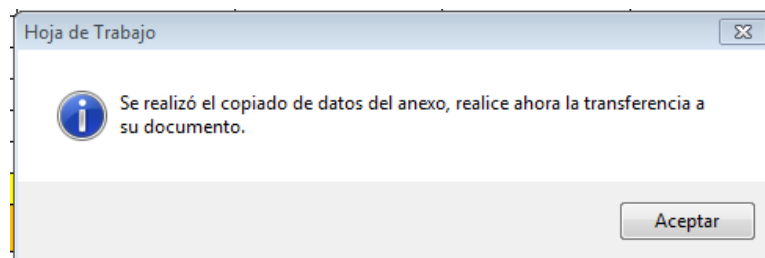 Hoja de Trabajo
Se realizó el copiado de datos del anexo, realice ahora la transferencia a
su documento.
Aceptar